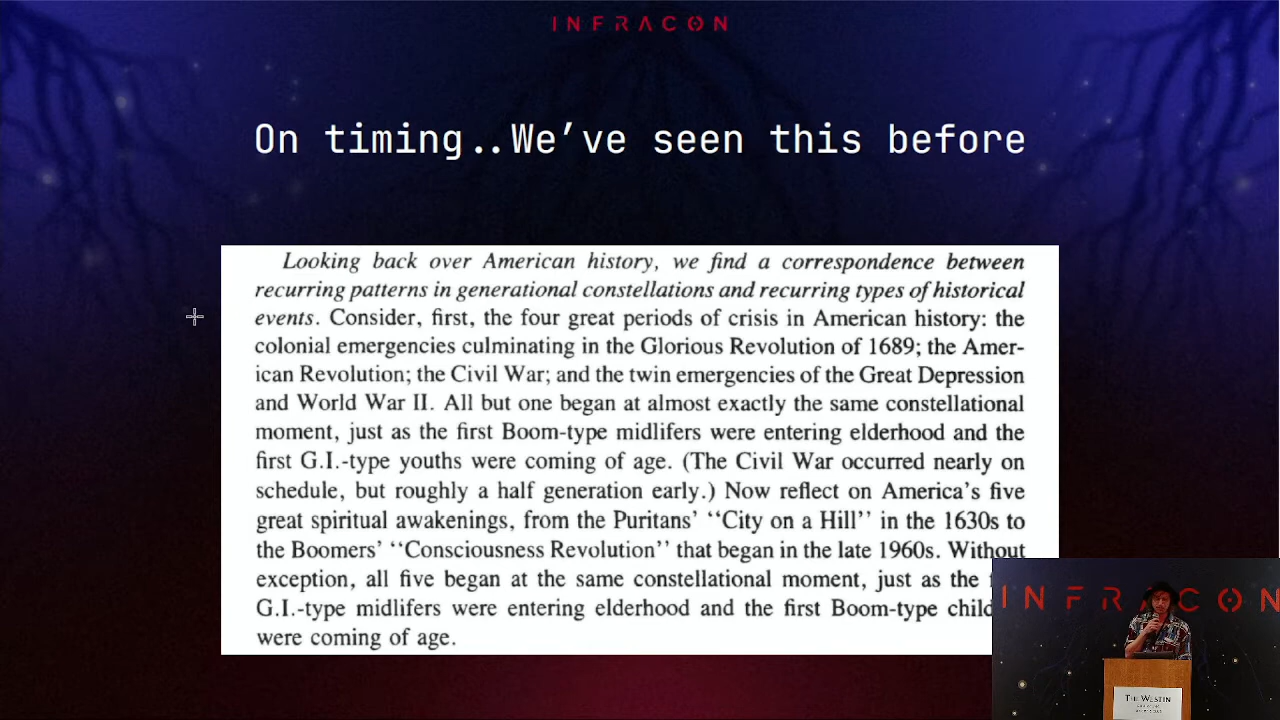 INFRACON
On timing..We’ve seen this before
Looking back over American history, we find a correspondence between
recurring patterns in generational constellations and recurring types of historical
events. Consider, first, the four great periods of crisis in American history: the
colonial emergencies culminating in the Glorious Revolution of 1689; the Amer-
ican Revolution; the Civil War; and the twin emergencies of the Great Depression
and World War II. All but one began at almost exactly the same constellational
moment, just as the first Boom-type midlifers were entering elderhood and the
first G.I.-type youths were coming of age. (The Civil War occurred nearly on
schedule, but roughly a half generation early.) Now reflect on America’s five
great spiritual awakenings, from the Puritans’ ‘‘City on a Hill’’ in the 1630s to
the Boomers’ ‘‘Consciousness Revolution’’ that began in the late 1960s. Without
exception, all five began at the same constellational moment, just as the
G.I.-type midlifers were entering elderhood and the first Boom-type child
were coming of age.
INFRACON
THE WESTIN